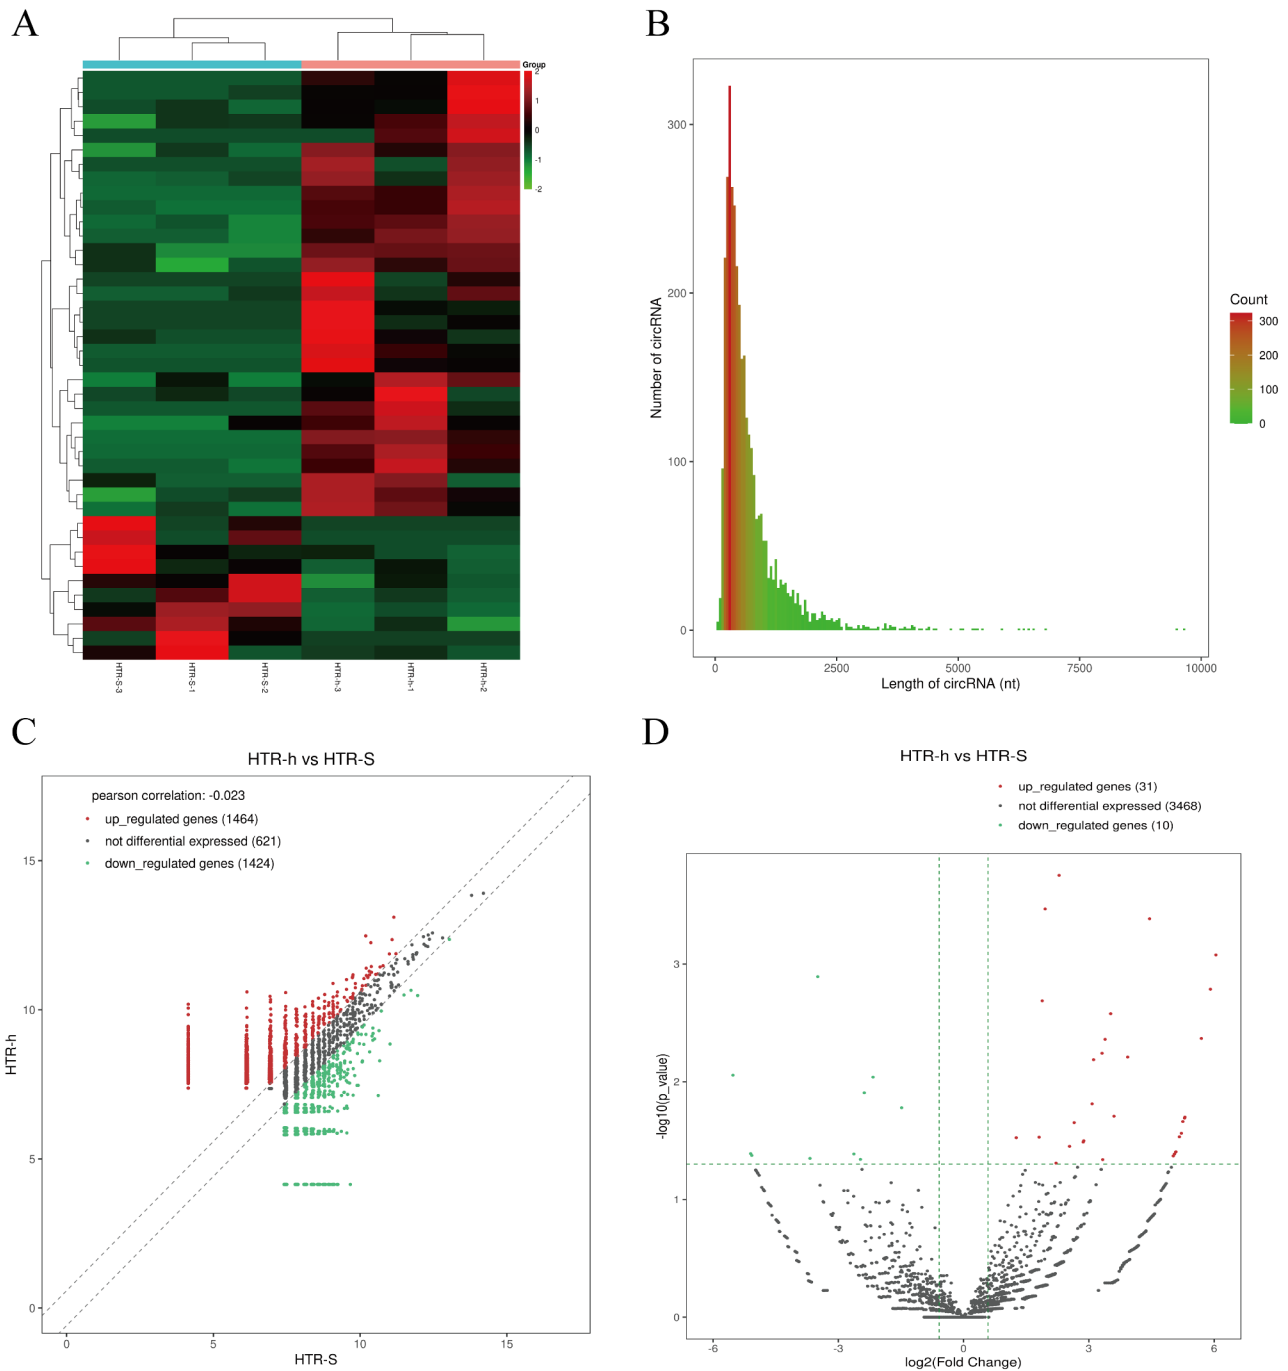 A
Group
2
1
0
-1
-2
HTR-S-3
HTR-S-1
HTR-S-2
HTR-h-3
HTR-h-1
HTR-h-2
B
Number of circRNA
300
200
100
0
0
2500
5000
7500
10000
Length of circRNA (nt)
Count
300
200
100
0
C
HTR-h vs HTR-S
pearson correlation: -0.023
up_regulated genes (1464)
not differential expressed (621)
down_regulated genes (1424)
HTR-h
15
10
5
0
0
5
10
15
HTR-S
D
HTR-h vs HTR-S
up_regulated genes (31)
not differential expressed (3468)
down_regulated genes (10)
-log10(p_value)
3
2
1
0
-6
-3
0
3
6
log2(Fold Change)